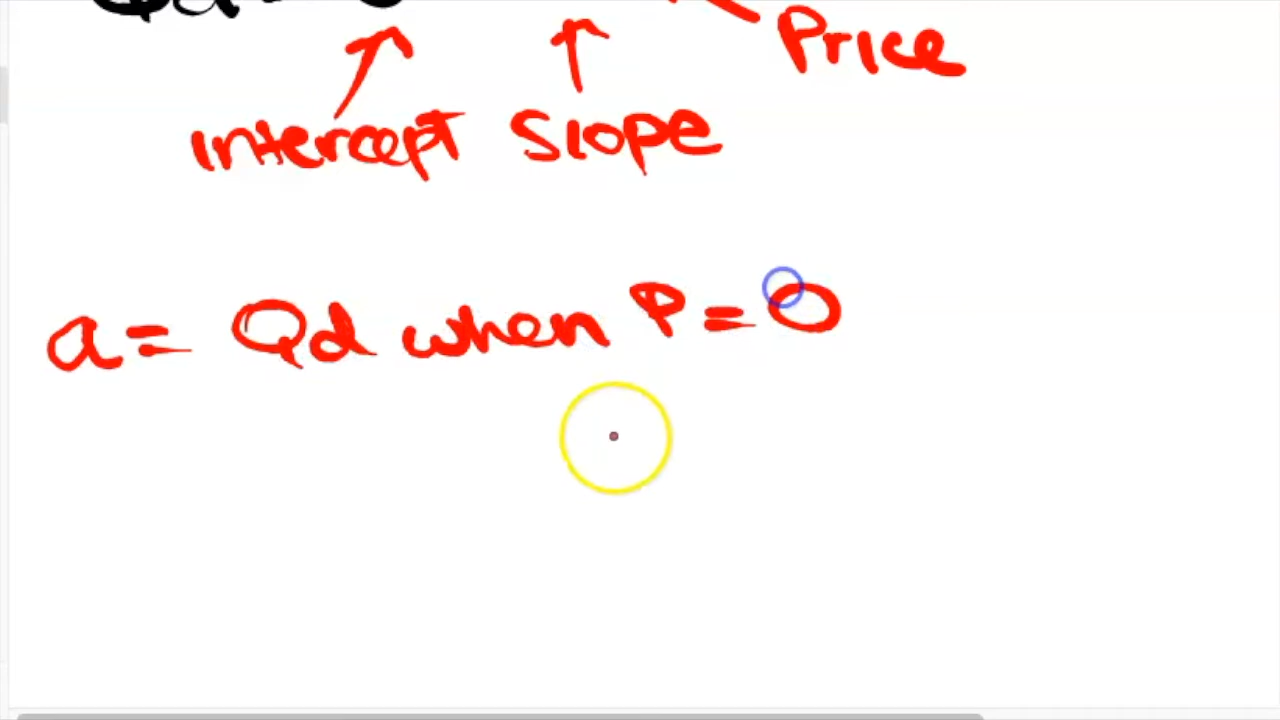 Price
Intercept Slope
a = Qd when P = 0